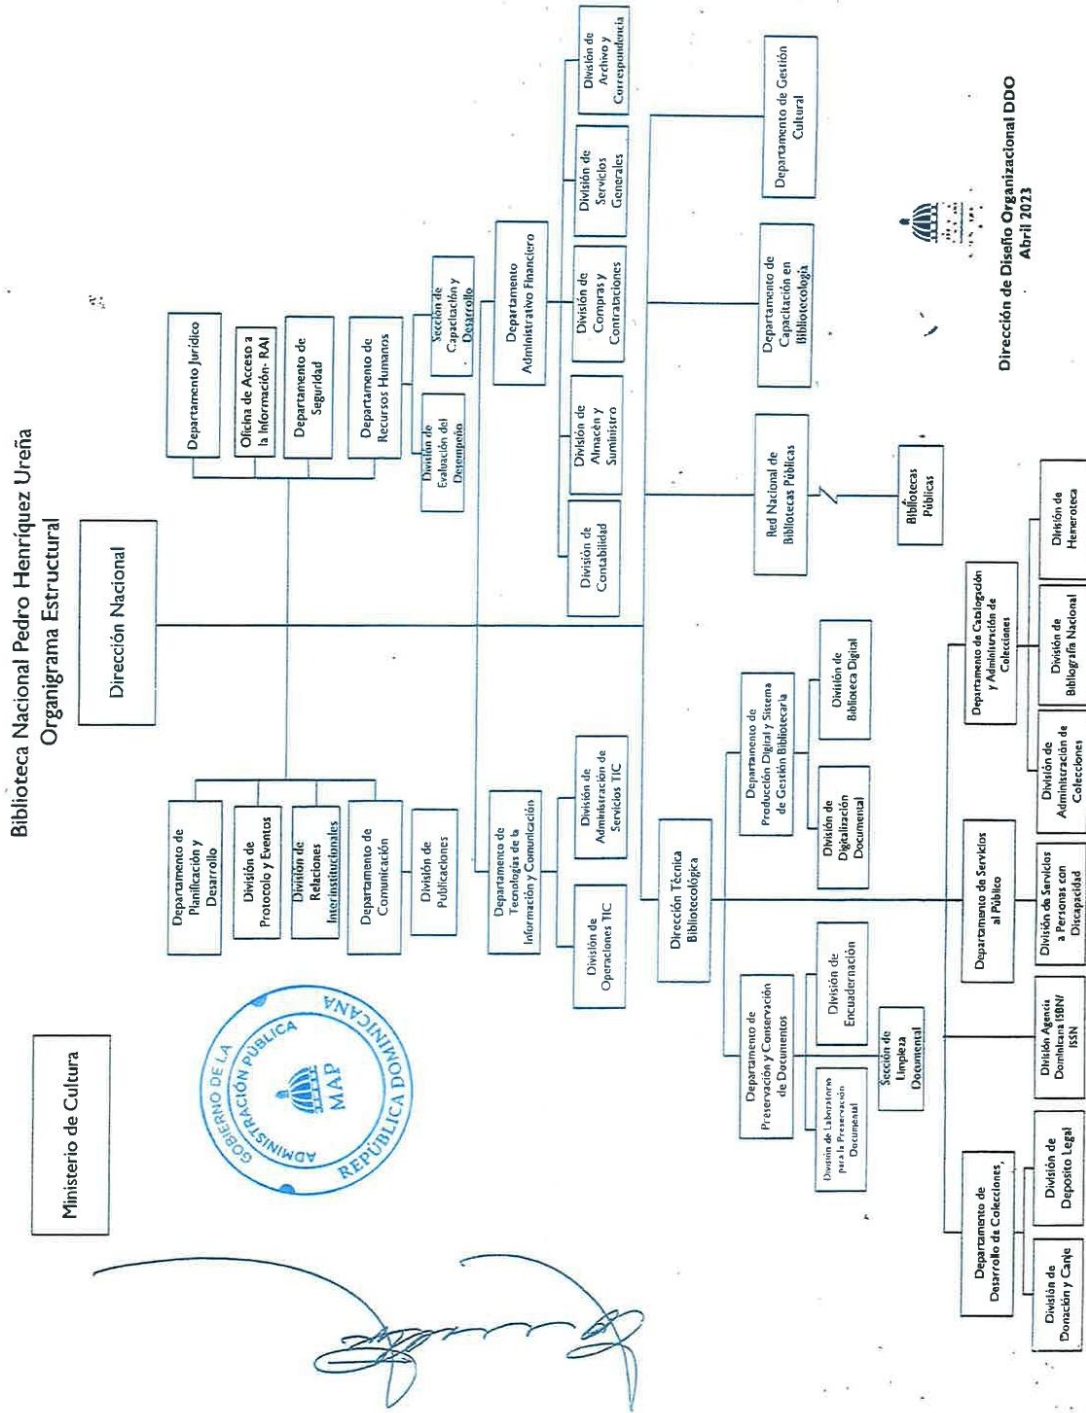 Biblioteca Nacional Pedro Henríquez Ureña
Organigrama Estructural
Ministerio de Cultura
Dirección Nacional
GOBIERNO DE LA
REPÚBLICA DOMINICANA
ADMINISTRACIÓN PÚBLICA
MAP
Departamento de
Planificación y
Desarrollo
División de
Protocolo y Eventos
División de
Relaciones
Interinstitucionales
Departamento de
Comunicación
División de
Publicaciones
Departamento Jurídico
Oficina de Acceso a
la Información- RAI
Departamento de
Seguridad
Departamento de
Recursos Humanos
División de
Evaluación del
Desempeño
Sección de
Capacitación y
Desarrollo
Departamento de
Tecnologías de la
Información y Comunicación
División de
Operaciones TIC
División de
Administración de
Servicios TIC
Departamento
Administrativo Financiero
División de
Contabilidad
División de
Almacén y
Suministro
División de
Compras y
Contrataciones
División de
Servicios
Generales
División de
Archivo y
Correspondencia
Dirección Técnica
Bibliotecológica
Red Nacional de
Bibliotecas Públicas
Departamento de
Capacitación en
Bibliotecología
Departamento de Gestión
Cultural
Bibliotecas
Públicas
Departamento de
Preservación y Conservación
de Documentos
División de Laboratorio
para la Preservación
Documental
División de
Encuadernación
Sección de
Limpieza
Documental
Departamento de
Producción Digital y Sistema
de Gestión Bibliotecaria
División de
Digitalización
Documental
División de
Biblioteca Digital
Departamento de
Desarrollo de Colecciones,
División de
Donación y Canje
División de
Deposito Legal
División Agencia
Dominicana ISBN/
ISSN
Departamento de Servicios
al Público
División de Servicios
a Personas con
Discapacidad
Departamento de Catalogación
y Administración de
Colecciones
División de
Administración de
Colecciones
División de
Bibliografía Nacional
División de
Hemeroteca
Dirección de Diseño Organizacional DDO
Abril 2023